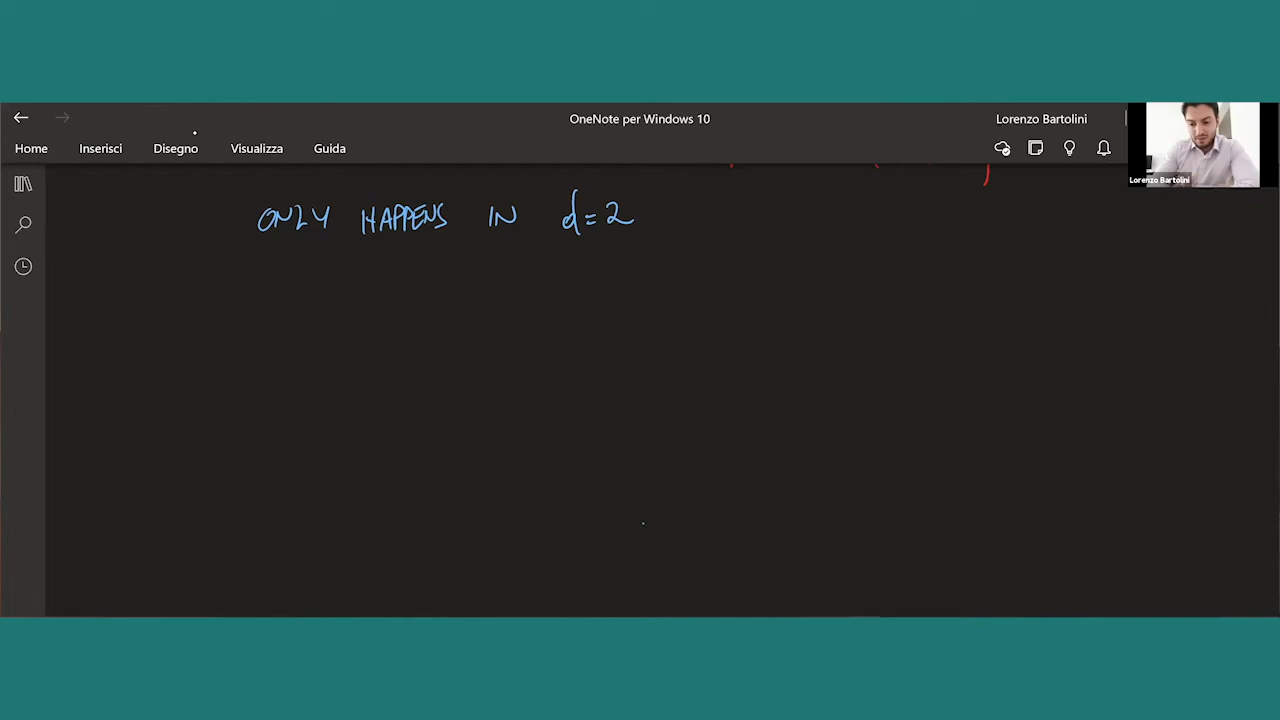 OneNote per Windows 10
Lorenzo Bartolini
Home Inserisci Disegno Visualizza Guida
Lorenzo Bartolini
ONLY HAPPENS IN d=2